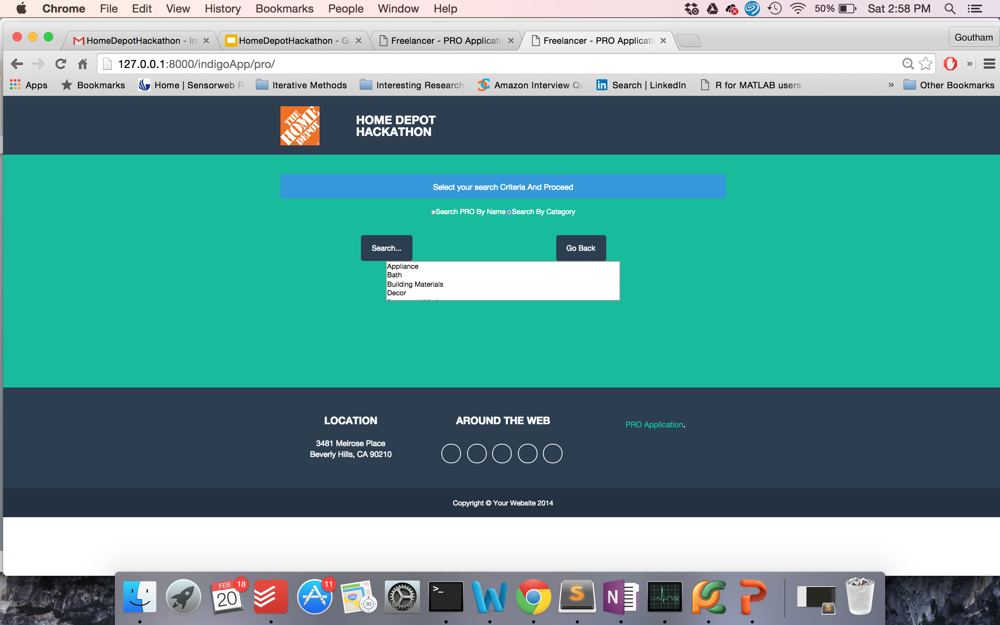 Chrome File Edit View History Bookmarks People Window Help 50% Sat 2:58 PM
HomeDepotHackathon - In HomeDepotHackathon - Go Freelancer - PRO Applicati Freelancer - PRO Applicati Goutham
127.0.0.1:8000/indigoApp/pro/
Apps Bookmarks Home | Sensorweb R Iterative Methods Interesting Research Amazon Interview Qu Search | LinkedIn R for MATLAB users » Other Bookmarks
THE HOME DEPOT
HOME DEPOT
HACKATHON
Select your search Criteria And Proceed
Search PRO By Name Search By Category
Search... Go Back
Appliance
Bath
Building Materials
Decor
LOCATION
AROUND THE WEB
PRO Application.
3481 Melrose Place
Beverly Hills, CA 90210
Copyright © Your Website 2014
FEB 18
20
11
280
3D
>_